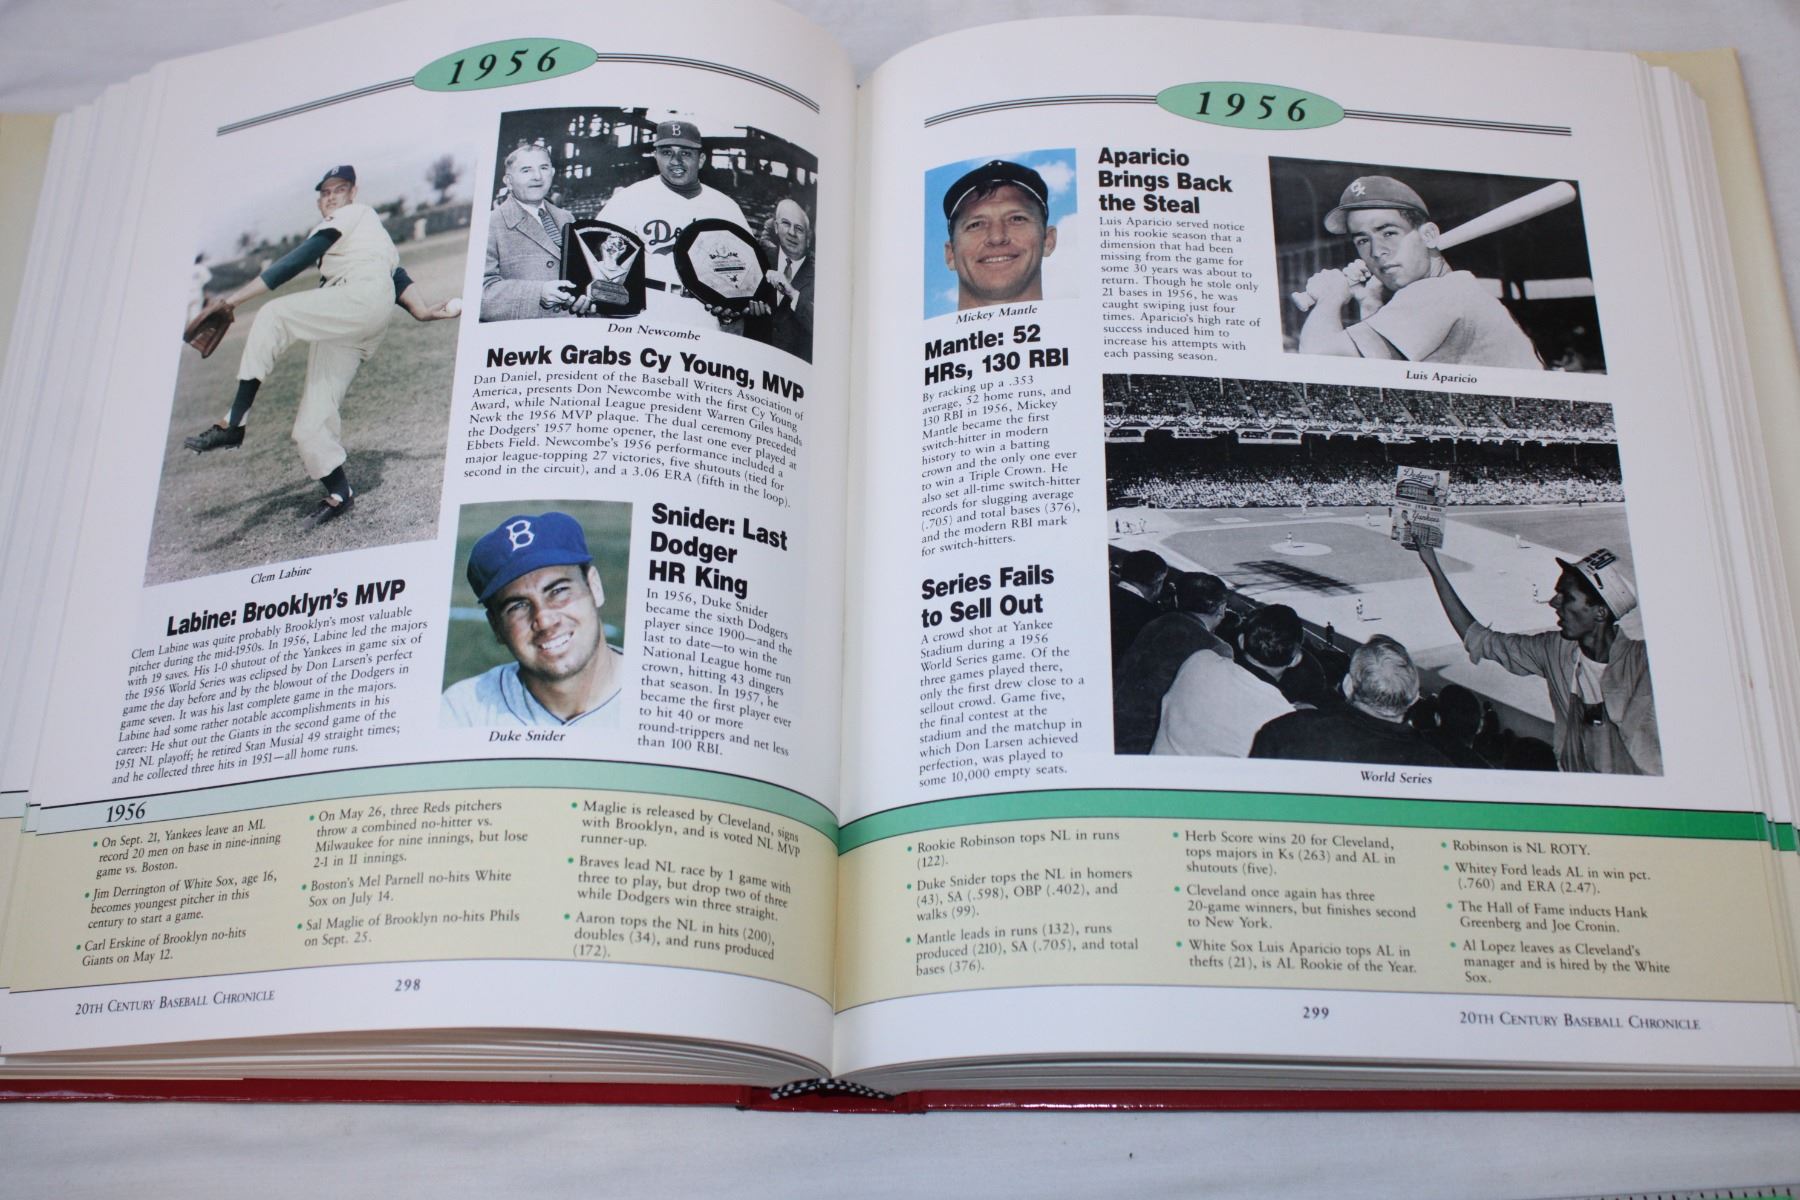 1956
Clem Labine
Labine: Brooklyn's MVP
Clem Labine was quite probably Brooklyn's most valuable
pitcher during the mid-1950s. In 1956, Labine led the majors
with 19 saves. His 1-0 shutout of the Yankees in game six of
the 1956 World Series was eclipsed by Don Larsen's perfect
game the day before and by the blowout of the Dodgers in
game seven. It was his last complete game in the majors.
Labine had some rather notable accomplishments in his
career: He shut out the Giants in the second game of the
1951 NL playoff; he retired Stan Musial 49 straight times;
and he collected three hits in 1951—all home runs.
B
De
Don Newcombe
Newk Grabs Cy Young, MVP
Dan Daniel, president of the Baseball Writers Association of
America, presents Don Newcombe with the first Cy Young
Award, while National League president Warren Giles hands
Newk the 1956 MVP plaque. The dual ceremony preceded
the Dodgers' 1957 home opener, the last one ever played at
Ebbets Field. Newcombe's 1956 performance included a
major league-topping 27 victories, five shutouts (tied for
second in the circuit), and a 3.06 ERA (fifth in the loop).
B
Duke Snider
Snider: Last
Dodger
HR King
In 1956, Duke Snider
became the sixth Dodgers
player since 1900—and the
last to date—to win the
National League home run
crown, hitting 43 dingers
that season. In 1957, he
became the first player ever
to hit 40 or more
round-trippers and net less
than 100 RBI.
1956
• On Sept. 21, Yankees leave an ML
record 20 men on base in nine-inning
game vs. Boston.
• Jim Derrington of White Sox, age 16,
becomes youngest pitcher in this
century to start a game.
• Carl Erskine of Brooklyn no-hits
Giants on May 12.
• On May 26, three Reds pitchers
throw a combined no-hitter vs.
Milwaukee for nine innings, but lose
2-1 in 11 innings.
• Boston's Mel Parnell no-hits White
Sox on July 14.
• Sal Maglie of Brooklyn no-hits Phils
on Sept. 25.
• Maglie is released by Cleveland, signs
with Brooklyn, and is voted NL MVP
runner-up.
• Braves lead NL race by 1 game with
three to play, but drop two of three
while Dodgers win three straight.
• Aaron tops the NL in hits (200),
doubles (34), and runs produced
(172).
20TH CENTURY BASEBALL CHRONICLE
298
1956
Mickey Mantle
Mantle: 52
HRs, 130 RBI
By racking up a .353
average, 52 home runs, and
130 RBI in 1956, Mickey
Mantle became the first
switch-hitter in modern
history to win a batting
crown and the only one ever
to win a Triple Crown. He
also set all-time switch-hitter
records for slugging average
(.705) and total bases (376),
and the modern RBI mark
for switch-hitters.
Series Fails
to Sell Out
A crowd shot at Yankee
Stadium during a 1956
World Series game. Of the
three games played there,
only the first drew close to a
sellout crowd. Game five,
the final contest at the
stadium and the matchup in
which Don Larsen achieved
perfection, was played to
some 10,000 empty seats.
Aparicio
Brings Back
the Steal
Luis Aparicio served notice
in his rookie season that a
dimension that had been
missing from the game for
some 30 years was about to
return. Though he stole only
21 bases in 1956, he was
caught swiping just four
times. Aparicio's high rate of
success induced him to
increase his attempts with
each passing season.
Luis Aparicio
Dodgers
Yankees
World Series
• Rookie Robinson tops NL in runs
(122).
• Duke Snider tops the NL in homers
(43), SA (.598), OBP (.402), and
walks (99).
• Mantle leads in runs (132), runs
produced (210), SA (.705), and total
bases (376).
• Herb Score wins 20 for Cleveland,
tops majors in Ks (263) and AL in
shutouts (five).
• Cleveland once again has three
20-game winners, but finishes second
to New York.
• White Sox Luis Aparicio tops AL in
thefts (21), is AL Rookie of the Year.
• Robinson is NL ROTY.
• Whitey Ford leads AL in win pct.
(.760) and ERA (2.47).
• The Hall of Fame inducts Hank
Greenberg and Joe Cronin.
• Al Lopez leaves as Cleveland's
manager and is hired by the White
Sox.
299
20TH CENTURY BASEBALL CHRONICLE